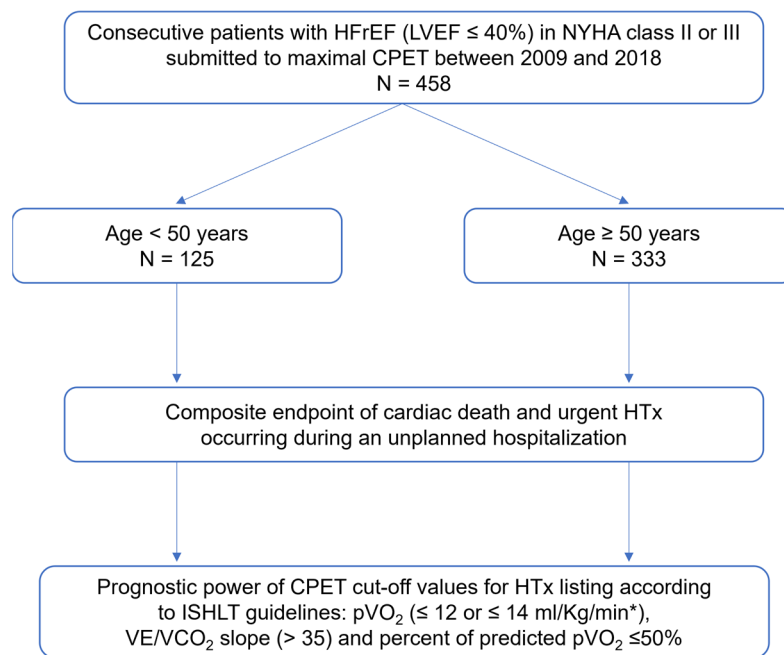 Consecutive patients with HFrEF (LVEF ≤ 40%) in NYHA class II or III
submitted to maximal CPET between 2009 and 2018
N = 458
Age < 50 years
N = 125
Age ≥ 50 years
N = 333
Composite endpoint of cardiac death and urgent HTx
occurring during an unplanned hospitalization
Prognostic power of CPET cut-off values for HTx listing according
to ISHLT guidelines: pVO₂ (≤ 12 or ≤ 14 ml/Kg/min*),
VE/VCO₂ slope (> 35) and percent of predicted pVO₂ ≤50%